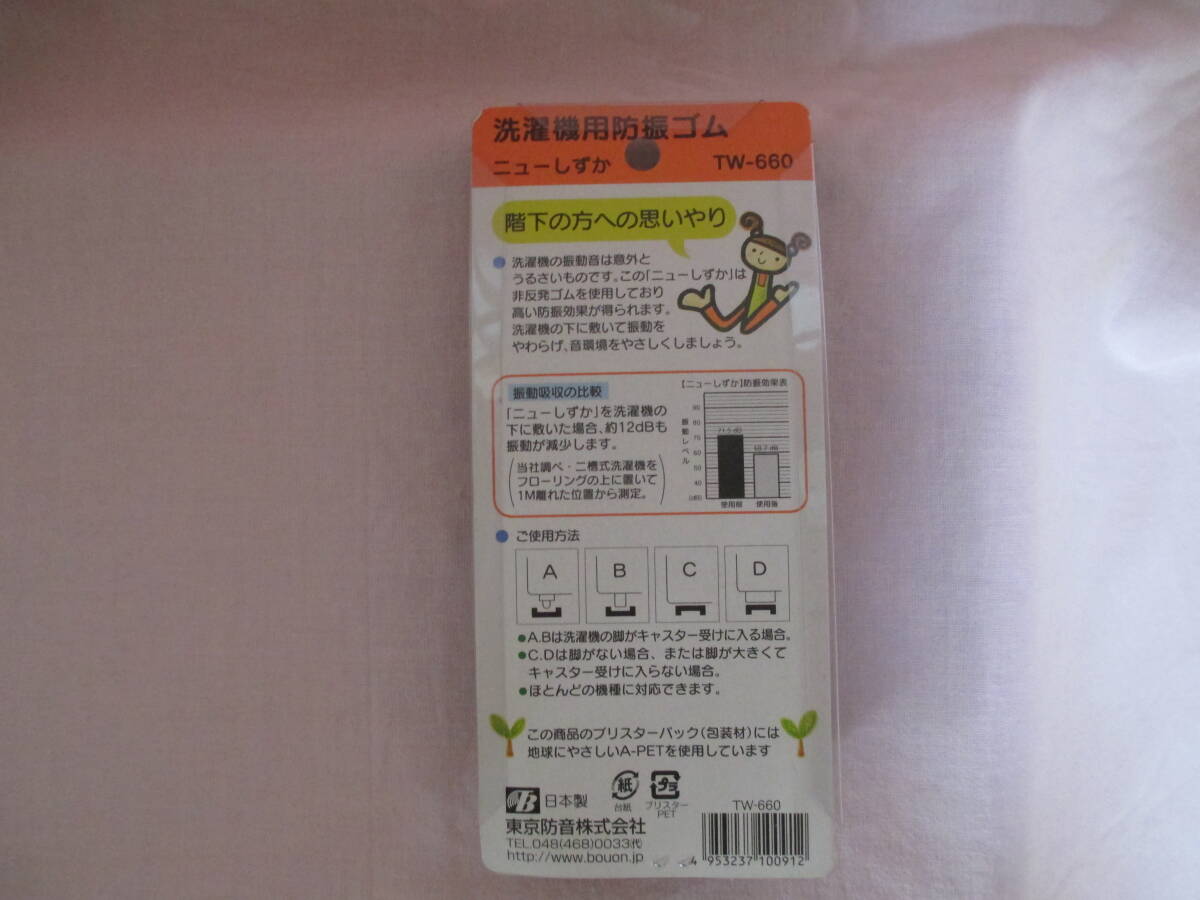 洗濯機用防振ゴム
ニューしずか TW-660
階下の方への思いやり
洗濯機の振動音は意外と
うるさいものです。この「ニューしずか」は
非反発ゴムを使用しており
高い防振効果が得られます。
洗濯機の下に敷いて振動を
やわらげ、音環境をやさしくしましょう。
振動吸収の比較
「ニューしずか」を洗濯機の
下に敷いた場合、約12dBも
振動が減少します。
(当社調べ・二槽式洗濯機を
フローリングの上に置いて
1M離れた位置から測定。)
【ニューしずか】防振効果表
振動レベル
90
80
70
60
50
40
(dB)
71.5dB
使用前 使用後
ご使用方法
A B C D
●A.Bは洗濯機の脚がキャスター受けに入る場合。
●C.Dは脚がない場合、または脚が大きくて
キャスター受けに入らない場合。
●ほとんどの機種に対応できます。
この商品のブリスターパック(包装材)には
地球にやさしいA-PETを使用しています
日本製
紙
台紙
プラ
ブリスター
PET
東京防音株式会社
TEL.048(468)0033㈹
http://www.bouon.jp
TW-660
4 953237 100912